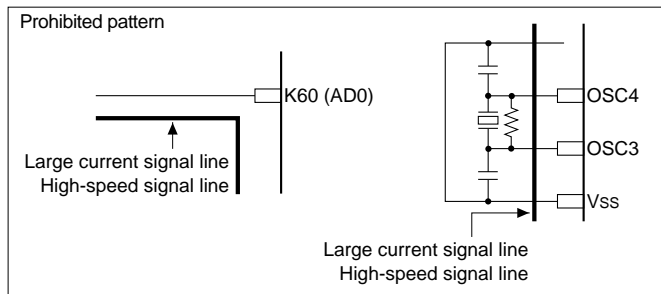 Prohibited pattern
K60 (AD0)
Large current signal line
High-speed signal line
OSC4
OSC3
VSS
Large current signal line
High-speed signal line